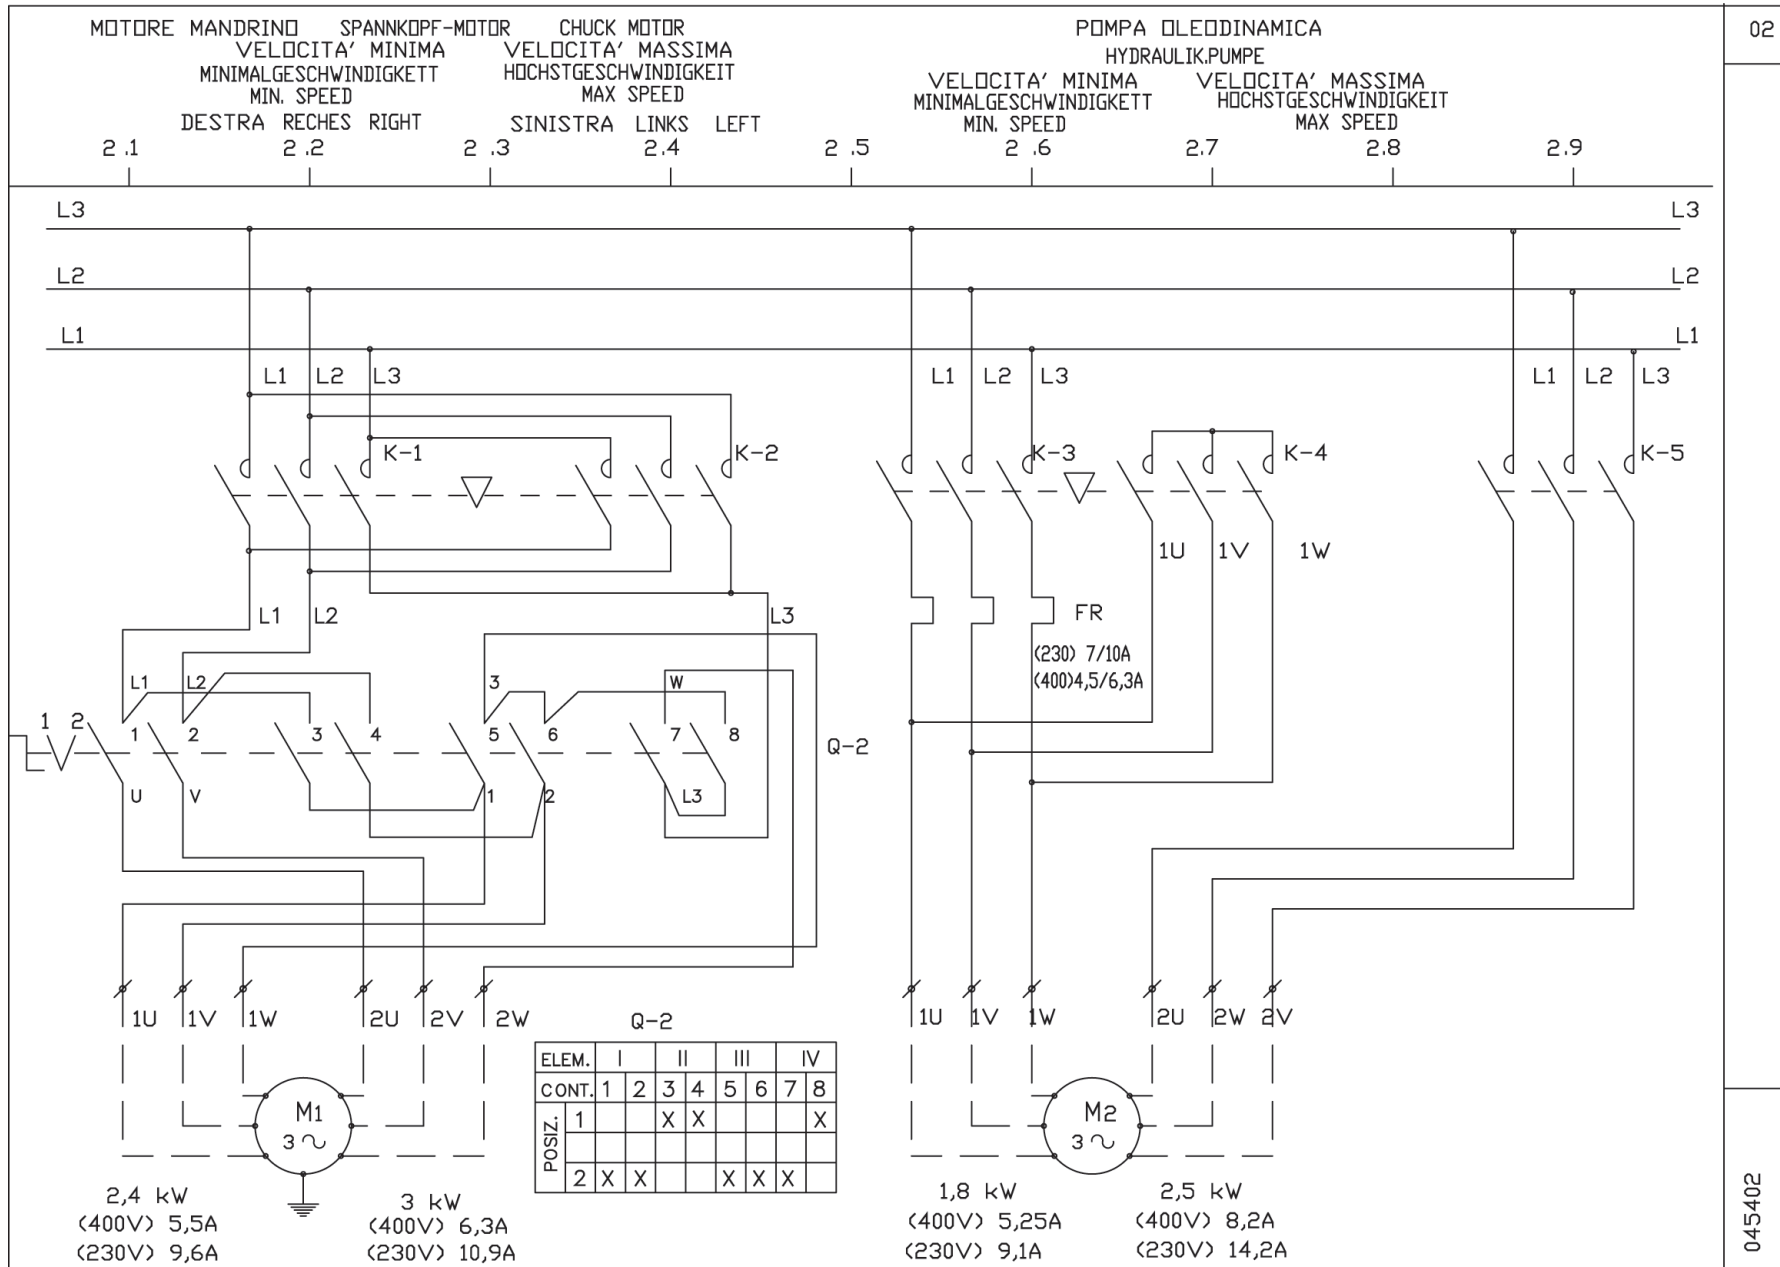 MOTORE MANDRINO SPANNKOPF-MOTOR CHUCK MOTOR
VELOCITA' MINIMA VELOCITA' MASSIMA
MINIMALGESCHWINDIGKETT HOCHSTGESCHWINDIGKEIT
MIN. SPEED MAX SPEED
DESTRA RECHES RIGHT SINISTRA LINKS LEFT
POMPA OLEODINAMICA
HYDRAULIK.PUMPE
VELOCITA' MINIMA VELOCITA' MASSIMA
MINIMALGESCHWINDIGKETT HOCHSTGESCHWINDIGKEIT
MIN. SPEED MAX SPEED
02
2.1 2.2 2.3 2.4 2.5 2.6 2.7 2.8 2.9
L3 L3
L2 L2
L1 L1
L1 L2 L3 L1 L2 L3 L1 L2 L3
K-1 K-2 K-3 K-4 K-5
1U 1V 1W
L1 L2 L3 FR
(230) 7/10A
(400)4,5/6,3A
L1 L2 3 W
1 2 1 2 3 4 5 6 7 8 Q-2
U V 1 2 L3
1U 1V 1W 2U 2V 2W 1U 1V 1W 2U 2W 2V
Q-2
ELEM. I II III IV
CONT. 1 2 3 4 5 6 7 8
POSIZ.
1 X X X
2 X X X X X
M1
3
M2
3
2,4 kW
(400V) 5,5A
(230V) 9,6A
3 kW
(400V) 6,3A
(230V) 10,9A
1,8 kW
(400V) 5,25A
(230V) 9,1A
2,5 kW
(400V) 8,2A
(230V) 14,2A
045402